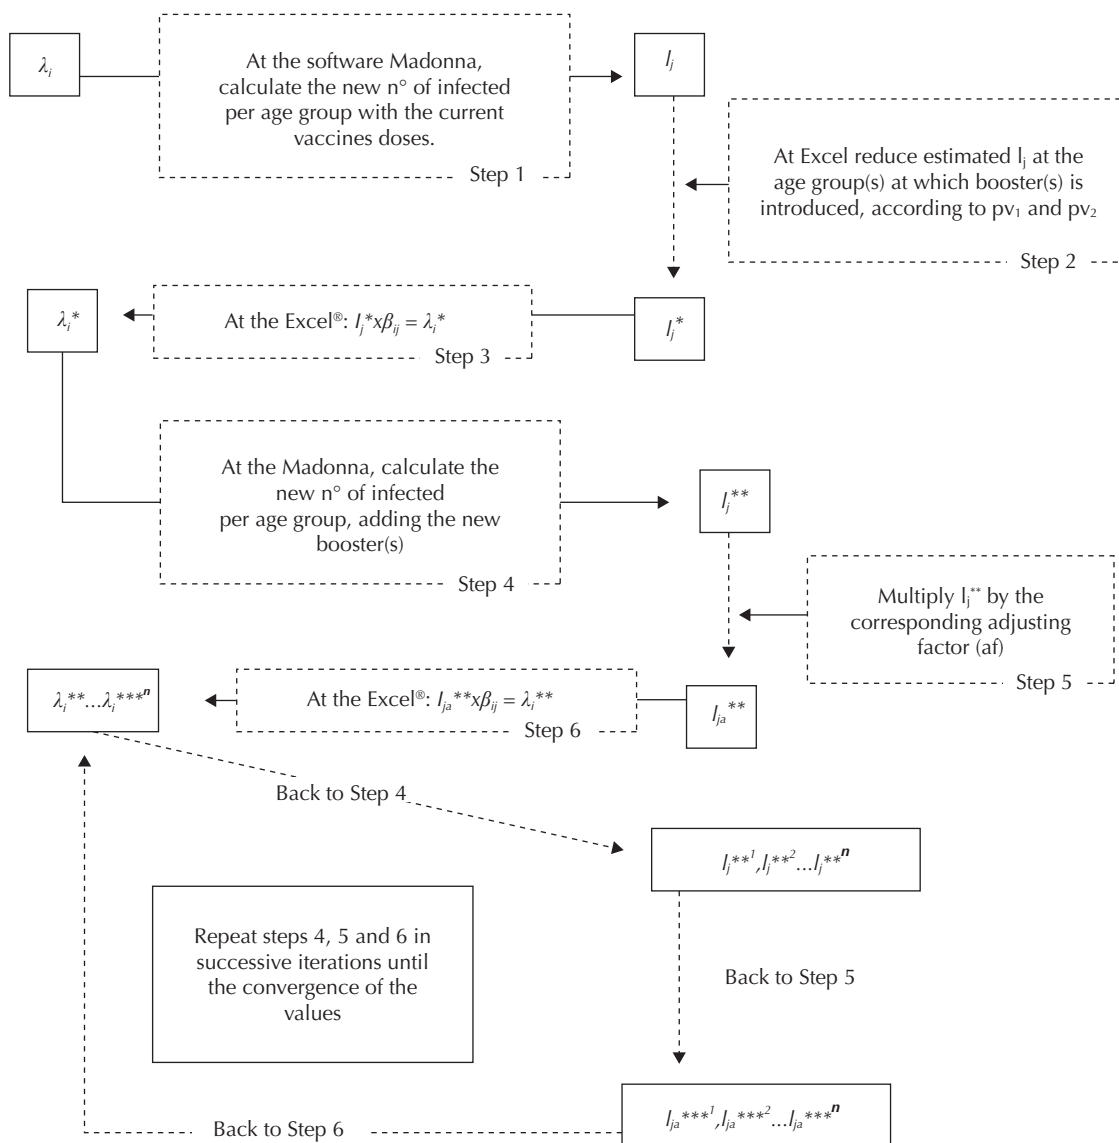 λi
At the software Madonna,
calculate the new n° of infected
per age group with the current
vaccines doses.
Step 1
Ij
At Excel reduce estimated Ij at the
age group(s) at which booster(s) is
introduced, according to pv1 and pv2
Step 2
λi*
At the Excel®: Ij*xβij = λi*
Step 3
Ij*
At the Madonna, calculate the
new n° of infected
per age group, adding the new
booster(s)
Step 4
Ij**
Multiply Ij** by the
corresponding adjusting
factor (af)
Step 5
λi**...λi***n
At the Excel®: Ija**xβij = λi**
Step 6
Ija**
Back to Step 4
Ij**1,Ij**2...Ij**n
Repeat steps 4, 5 and 6 in
successive iterations until
the convergence of the
values
Back to Step 5
Ija***1,Ija***2...Ija***n
Back to Step 6